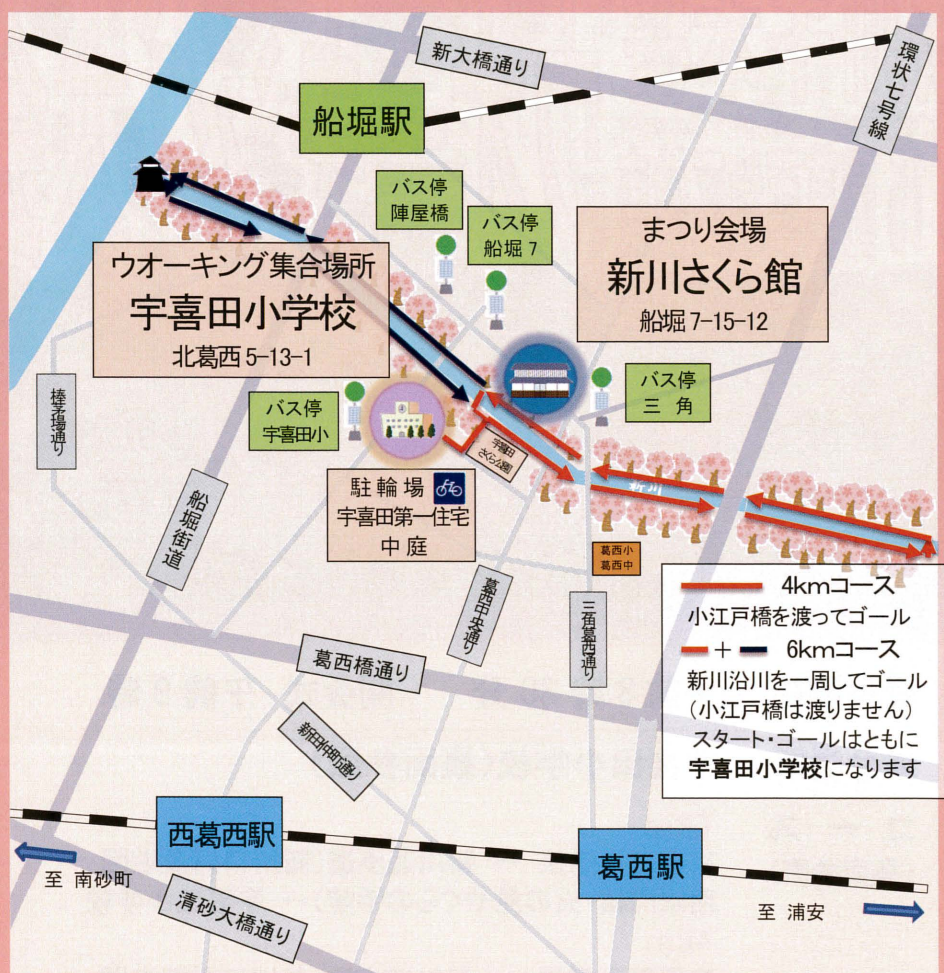 新大橋通り
環状七号線
船堀駅
バス停
陣屋橋
バス停
船堀 7
まつり会場
新川さくら館
船堀 7-15-12
ウオーキング集合場所
宇喜田小学校
北葛西 5-13-1
バス停
三 角
バス停
宇喜田小
宇喜田
さくら公園
新川
棒茅場通り
駐輪場
宇喜田第一住宅
中 庭
船堀街道
葛西小
葛西中
葛西中央通り
三角葛西通り
4kmコース
小江戸橋を渡ってゴール
+ 6kmコース
新川沿川を一周してゴール
(小江戸橋は渡りません)
スタート・ゴールはともに
宇喜田小学校になります
葛西橋通り
新田仲町通り
西葛西駅
葛西駅
至 南砂町
至 浦安
清砂大橋通り